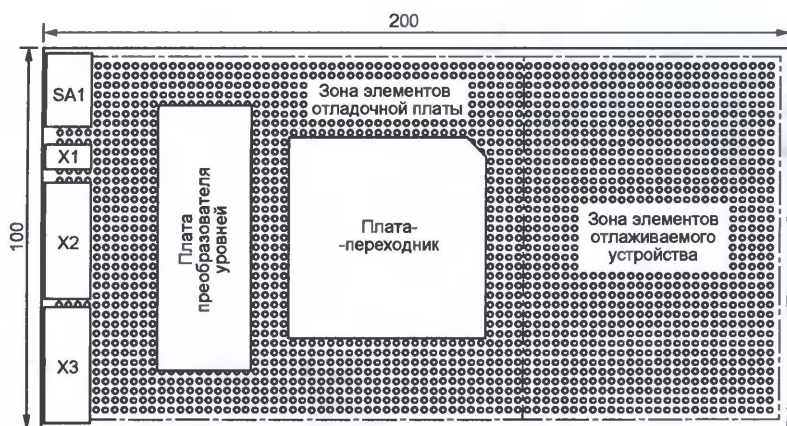 200
100
SA1
X1
X2
X3
Плата
преобразователя
уровней
Зона элементов
отладочной платы
Плата-
-переходник
Зона элементов
отлаживаемого
устройства